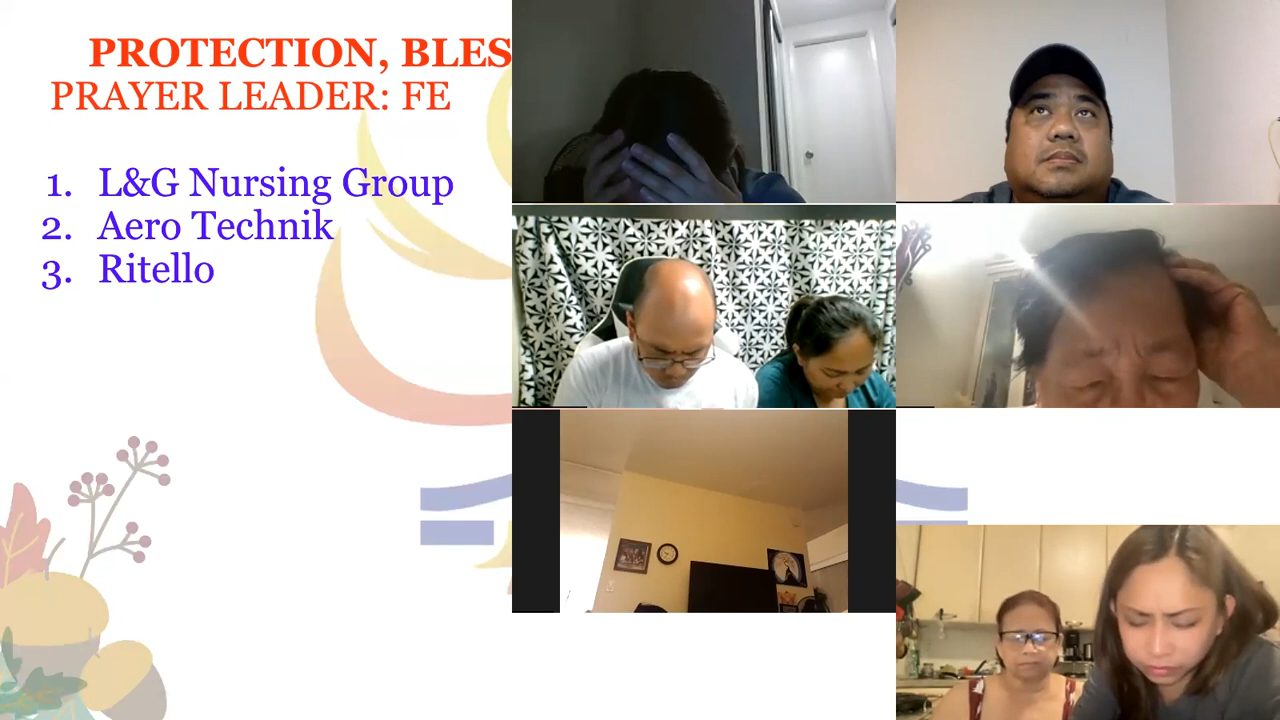 PROTECTION, BLES
PRAYER LEADER: FE
1. L&G Nursing Group
2. Aero Technik
3. Ritello